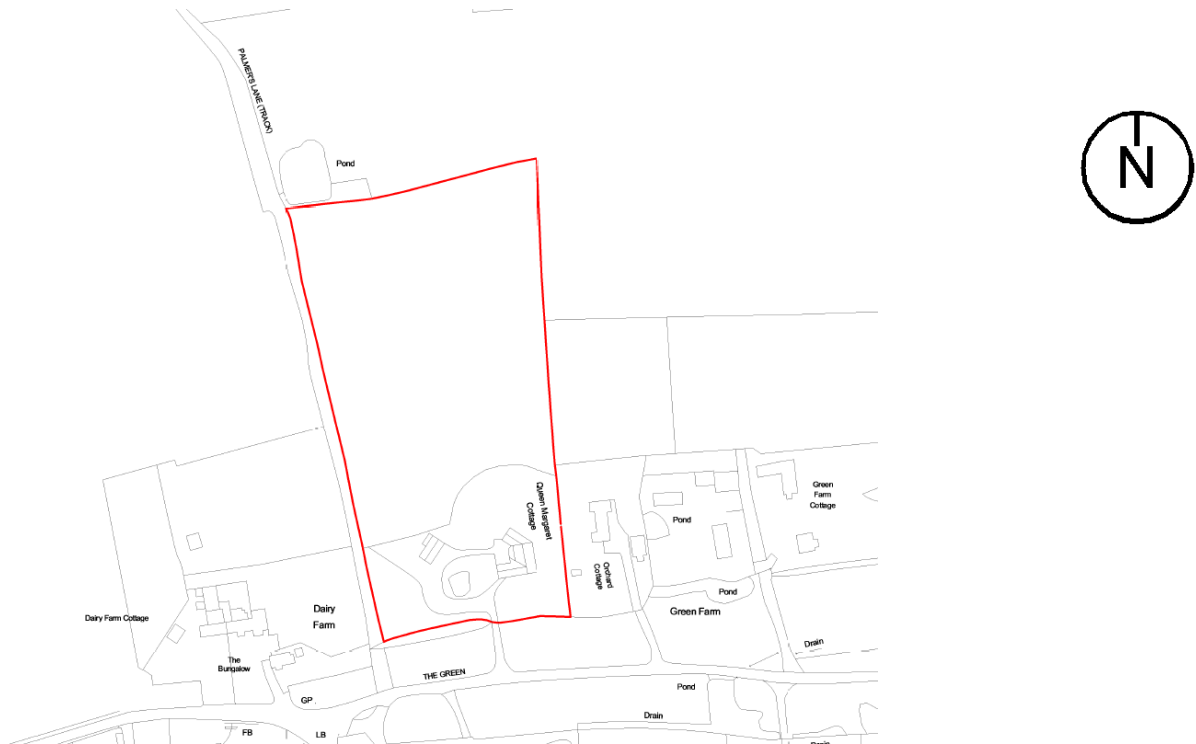 PALMER'S LANE (TRACK)
Pond
N
Queen Margaret
Cottage
Green
Farm
Cottage
Pond
Orchard
Cottage
Pond
Green Farm
Dairy
Farm
Dairy Farm Cottage
The
Bungalow
Drain
THE GREEN
Pond
GP
Drain
FB
LB
Drain